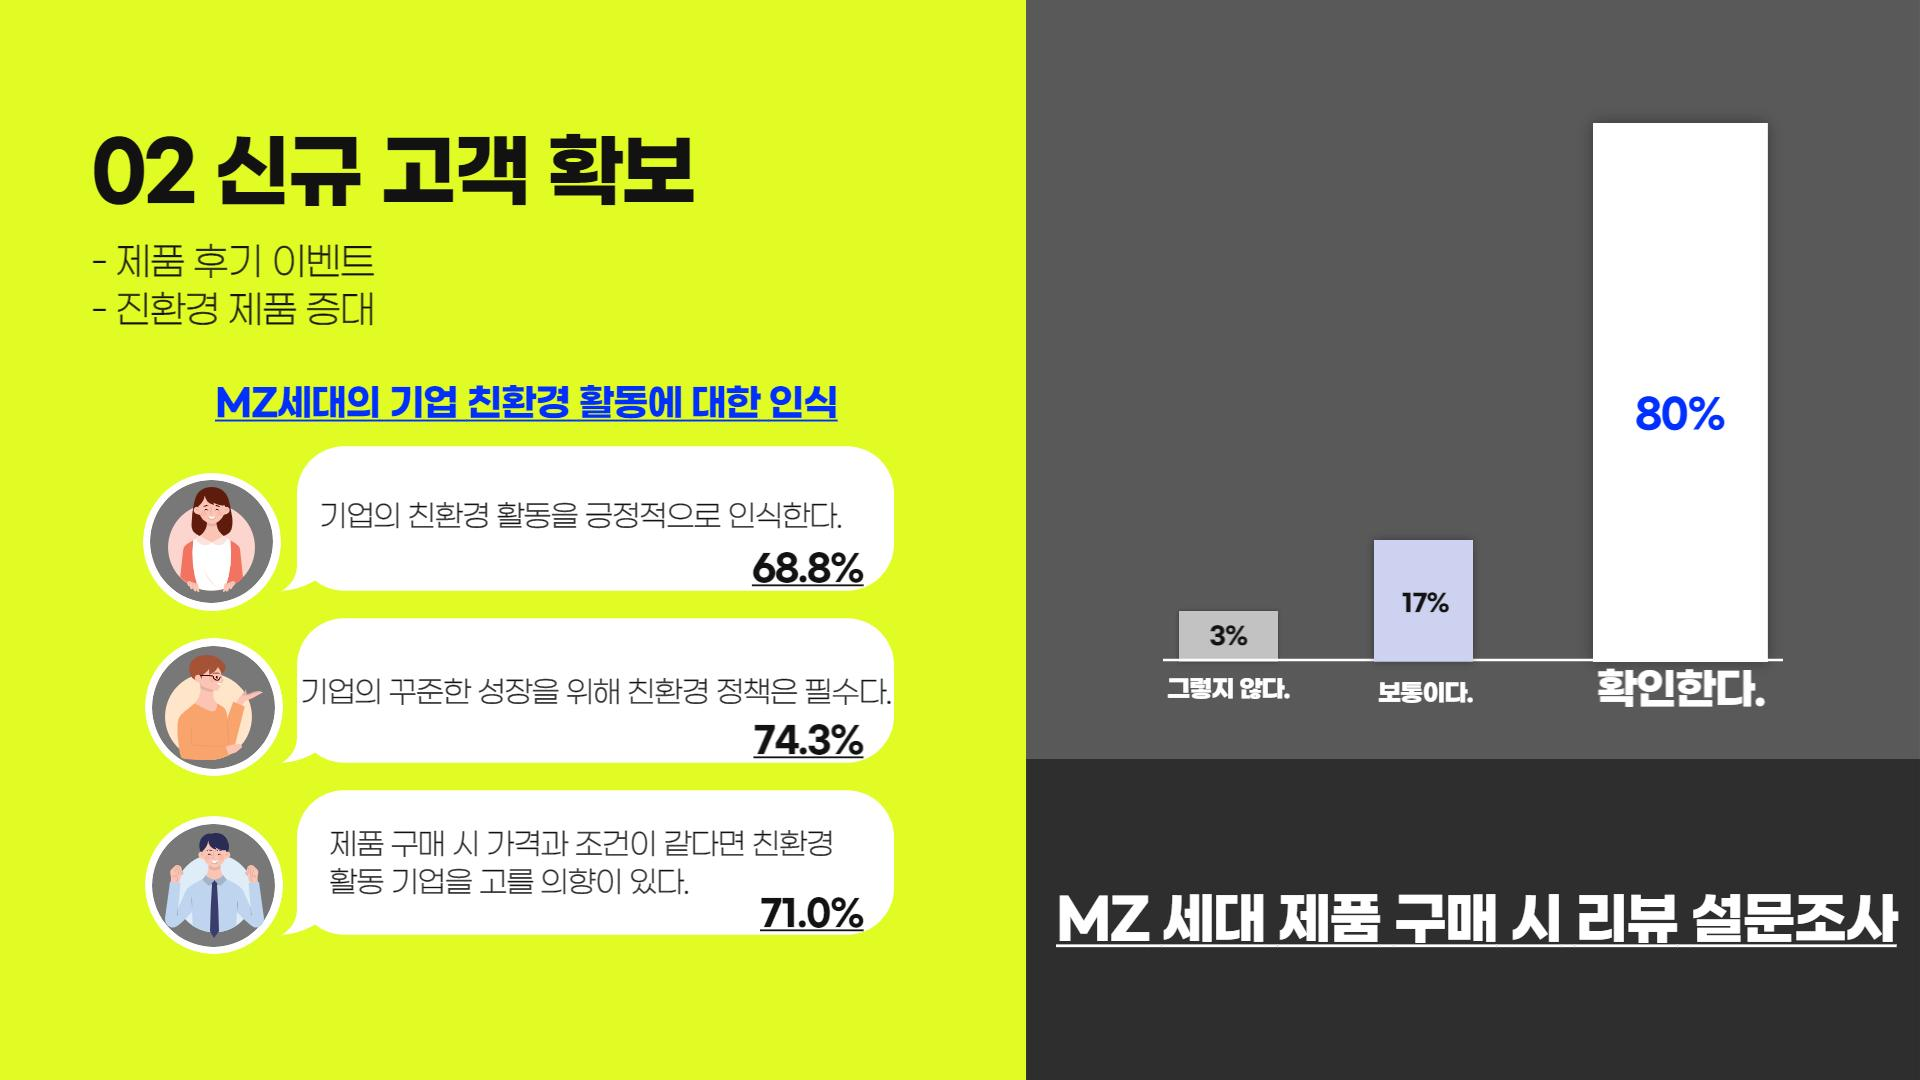 02 신규 고객 확보
- 제품 후기 이벤트
- 진환경 제품 증대
MZ세대의 기업 친환경 활동에 대한 인식
기업의 친환경 활동을 긍정적으로 인식한다.
68.8%
기업의 꾸준한 성장을 위해 친환경 정책은 필수다.
74.3%
제품 구매 시 가격과 조건이 같다면 친환경
활동 기업을 고를 의향이 있다.
71.0%
80%
17%
3%
그렇지 않다.
보통이다.
확인한다.
MZ 세대 제품 구매 시 리뷰 설문조사